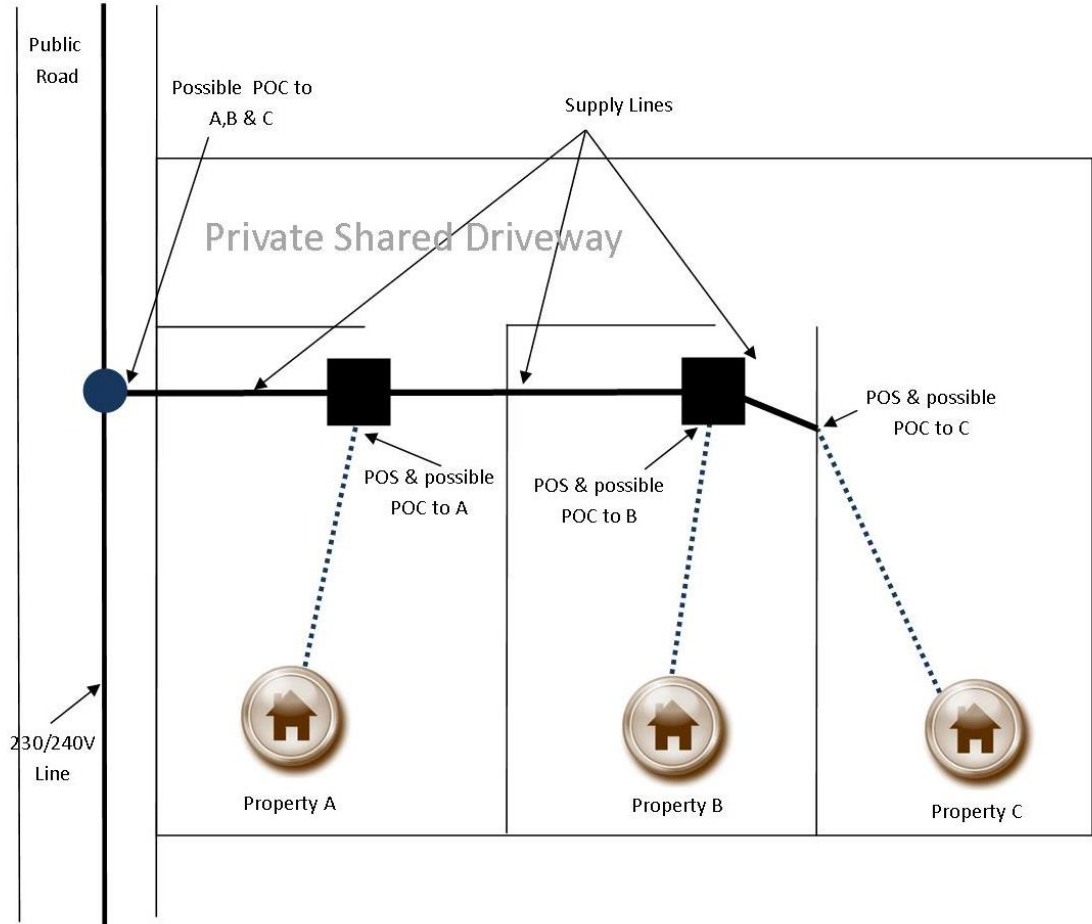 Public
Road
Possible POC to
A,B & C
Supply Lines
Private Shared Driveway
POS & possible
POC to C
POS & possible
POC to A
POS & possible
POC to B
230/240V
Line
Property A
Property B
Property C